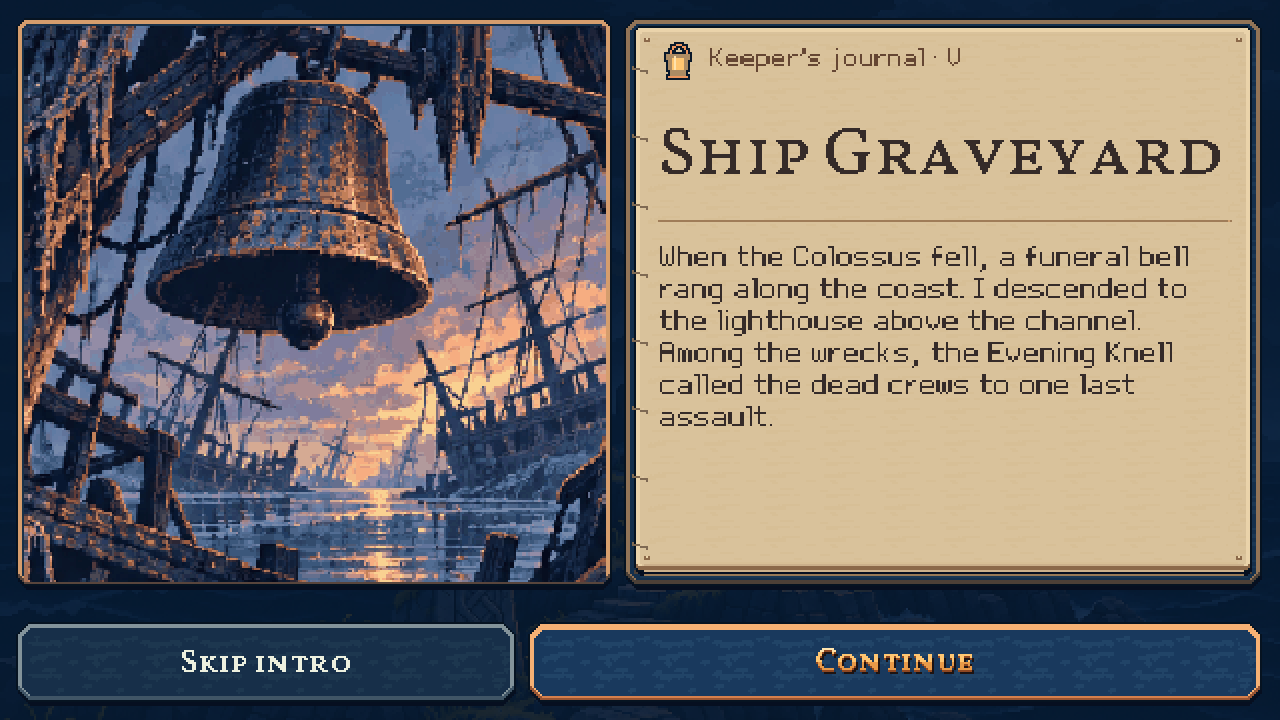 Keeper's journal · V
Ship Graveyard
When the Colossus fell, a funeral bell
rang along the coast. I descended to
the lighthouse above the channel.
Among the wrecks, the Evening Knell
called the dead crews to one last
assault.
Skip intro
Continue